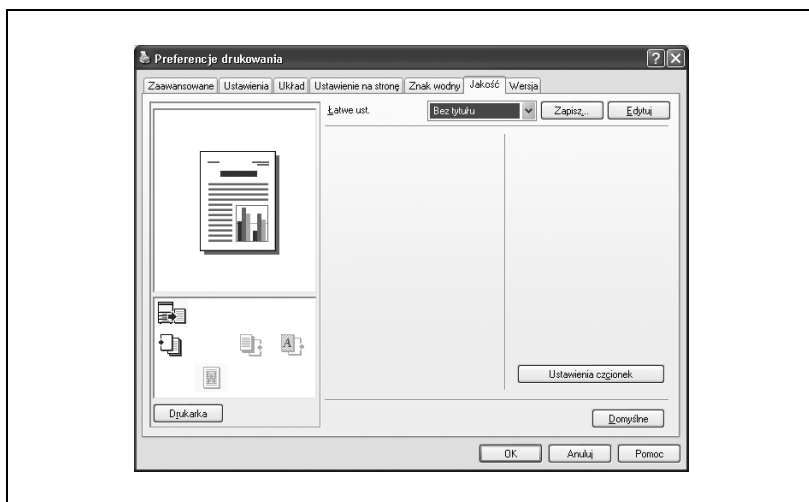 Preferencje drukowania
Zaawansowane Ustawienia Układ Ustawienie na stronę Znak wodny Jakość Wersja
Łatwe ust. Bez tytułu Zapisz... Edytuj
Ustawienia czcionek
Drukarka
Domyślne
OK Anuluj Pomoc